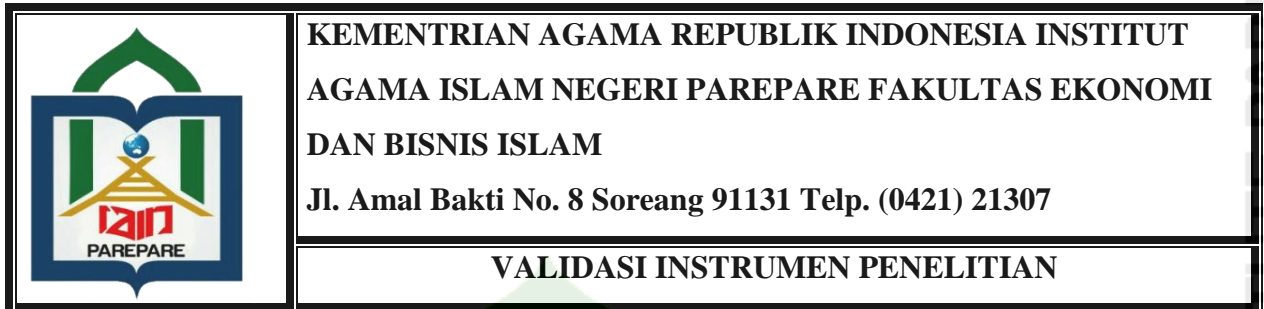 KEMENTRIAN AGAMA REPUBLIK INDONESIA INSTITUT
AGAMA ISLAM NEGERI PAREPARE FAKULTAS EKONOMI
DAN BISNIS ISLAM
Jl. Amal Bakti No. 8 Soreang 91131 Telp. (0421) 21307
iain
PAREPARE
VALIDASI INSTRUMEN PENELITIAN